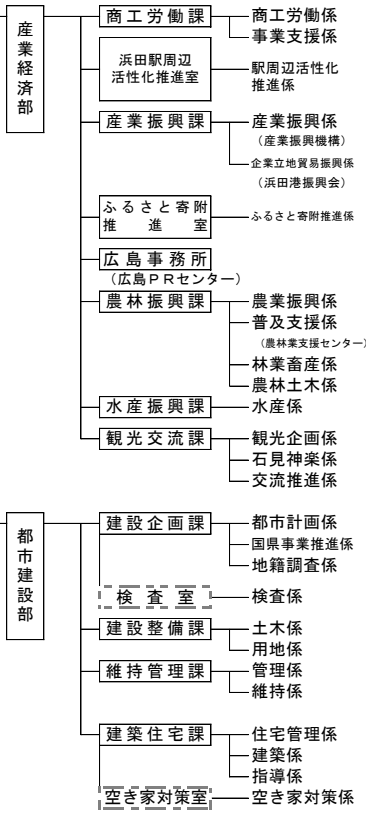 産業経済部
商工労働課
商工労働係
事業支援係
浜田駅周辺
活性化推進室
駅周辺活性化
推進係
産業振興課
産業振興係
(産業振興機構)
企業立地貿易振興係
(浜田港振興会)
ふるさと寄附
推進室
ふるさと寄附推進係
広島事務所
(広島PRセンター)
農林振興課
農業振興係
普及支援係
(農林業支援センター)
林業畜産係
農林土木係
水産振興課
水産係
観光交流課
観光企画係
石見神楽係
交流推進係
都市建設部
建設企画課
都市計画係
国県事業推進係
地籍調査係
検査室
検査係
建設整備課
土木係
用地係
維持管理課
管理係
維持係
建築住宅課
住宅管理係
建築係
指導係
空き家対策室
空き家対策係